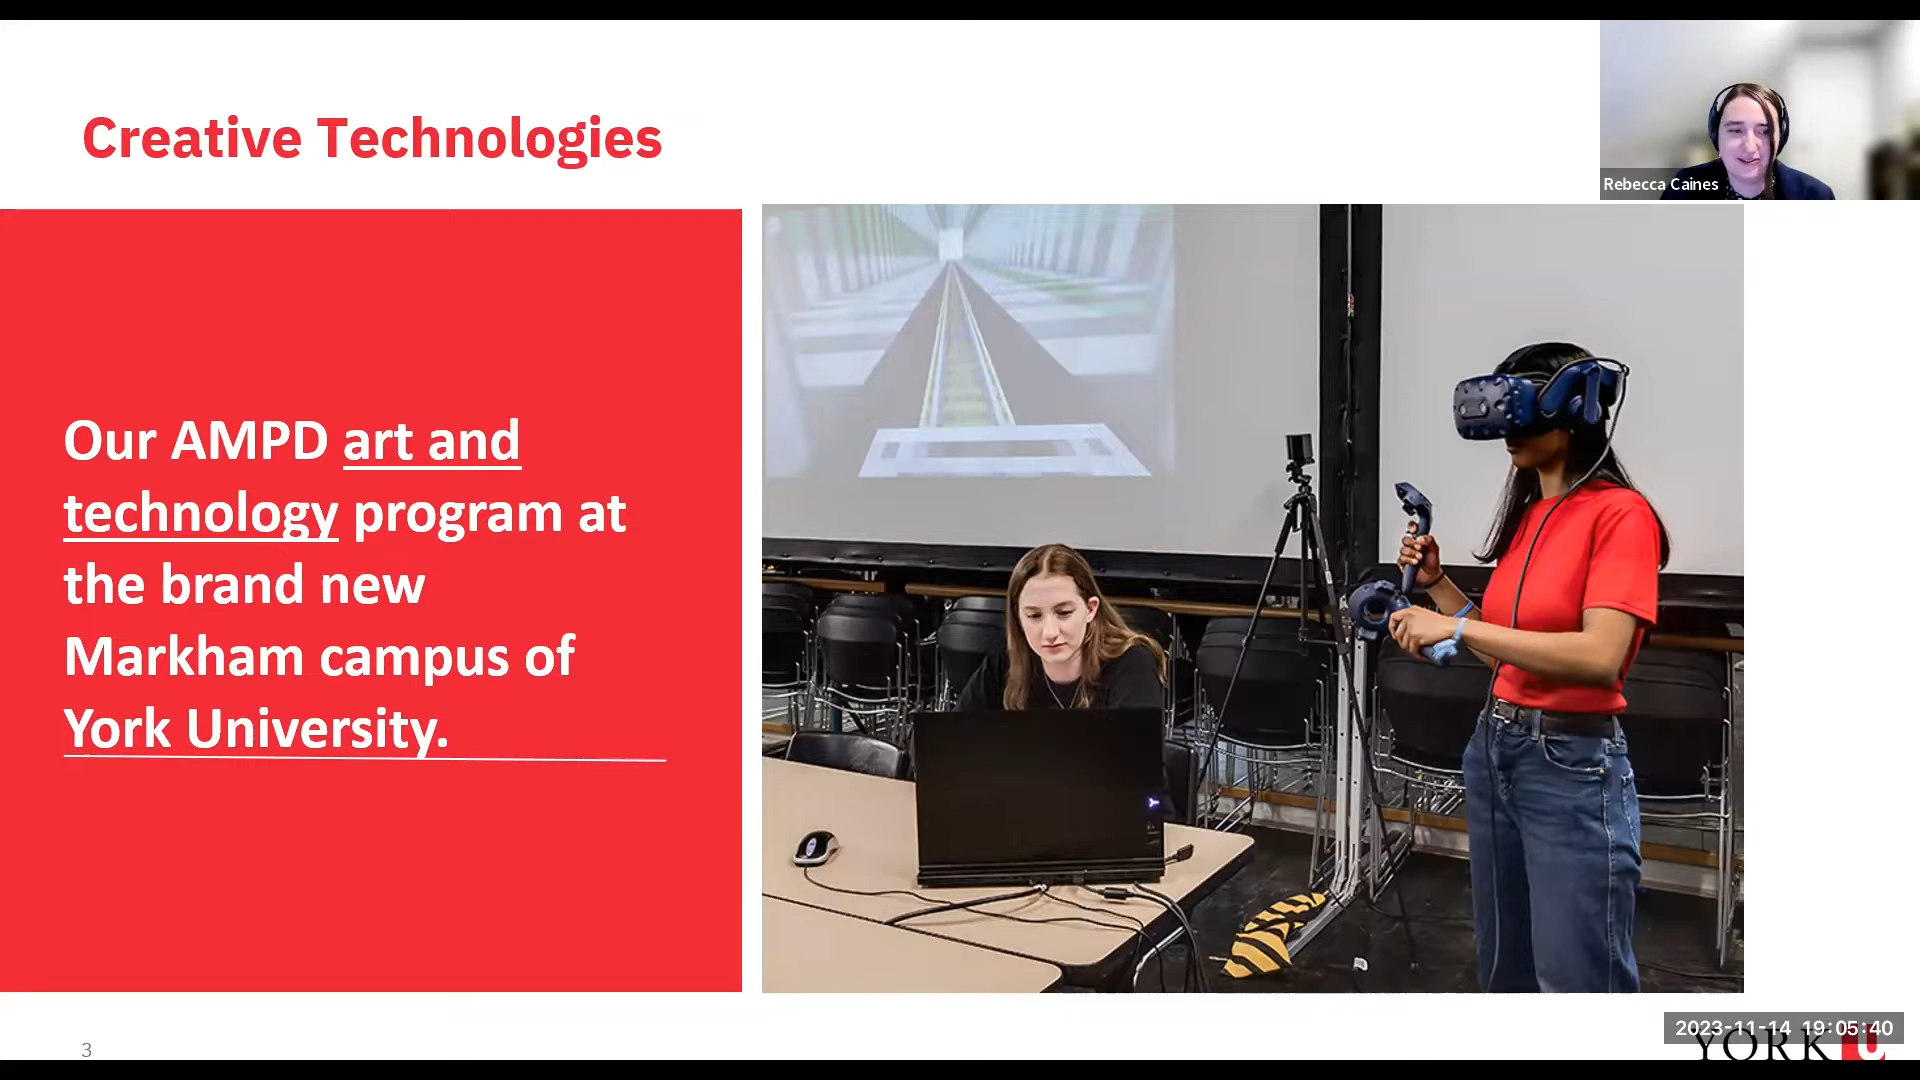 Creative Technologies
Rebecca Caines
Our AMPD art and
technology program at
the brand new
Markham campus of
York University.
3
2023-11-14 19:05:40
YORK U